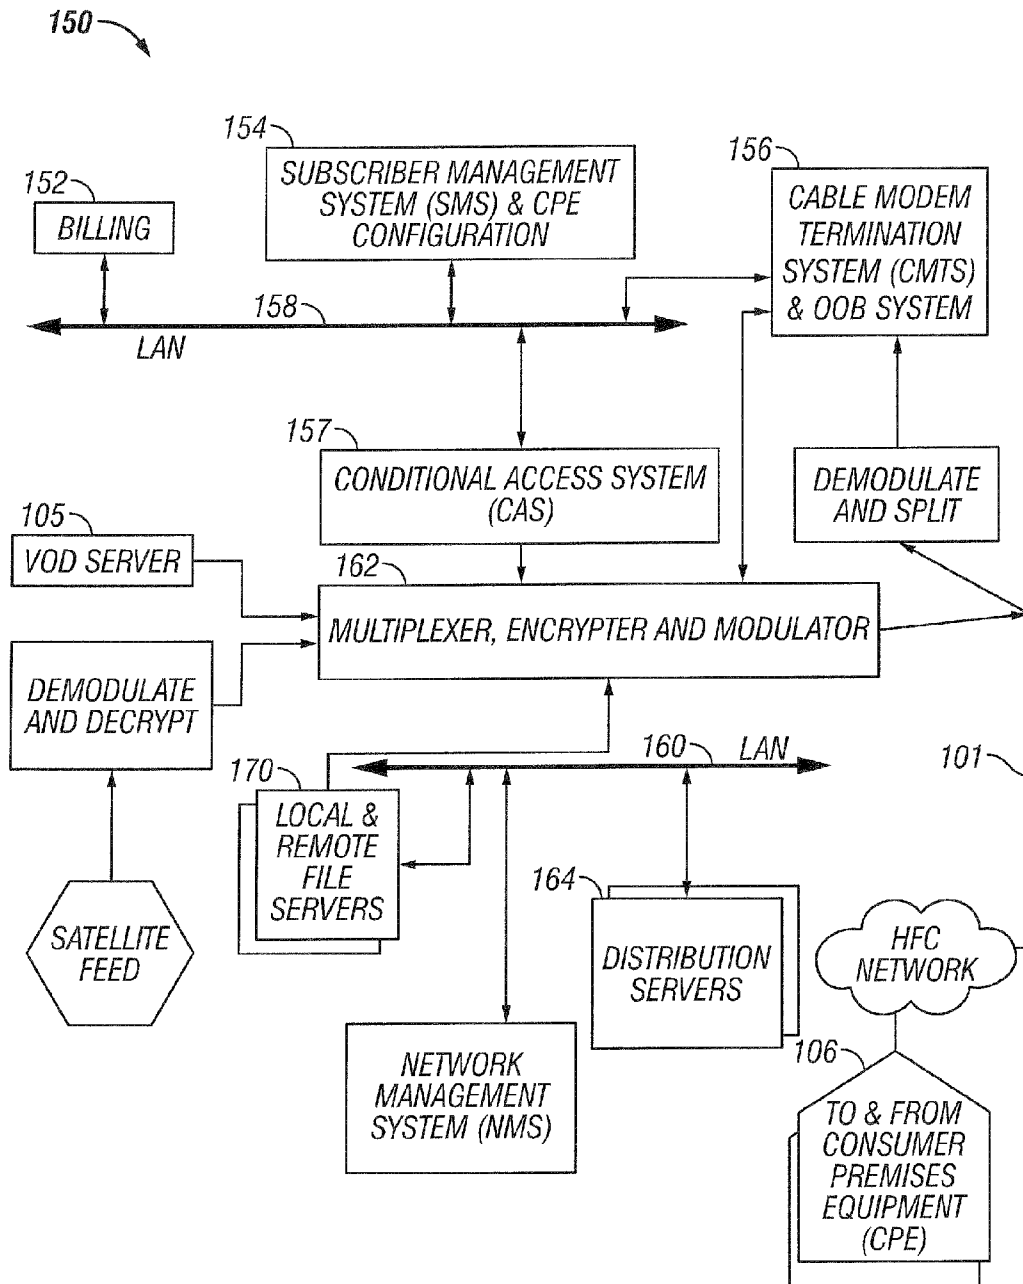 150
154
SUBSCRIBER MANAGEMENT
SYSTEM (SMS) & CPE
CONFIGURATION
156
CABLE MODEM
TERMINATION
SYSTEM (CMTS)
& OOB SYSTEM
152
BILLING
158
LAN
157
CONDITIONAL ACCESS SYSTEM
(CAS)
DEMODULATE
AND SPLIT
105
VOD SERVER
162
MULTIPLEXER, ENCRYPTER AND MODULATOR
DEMODULATE
AND DECRYPT
160
LAN
101
170
LOCAL &
REMOTE
FILE
SERVERS
164
DISTRIBUTION
SERVERS
SATELLITE
FEED
HFC
NETWORK
NETWORK
MANAGEMENT
SYSTEM (NMS)
106
TO & FROM
CONSUMER
PREMISES
EQUIPMENT
(CPE)